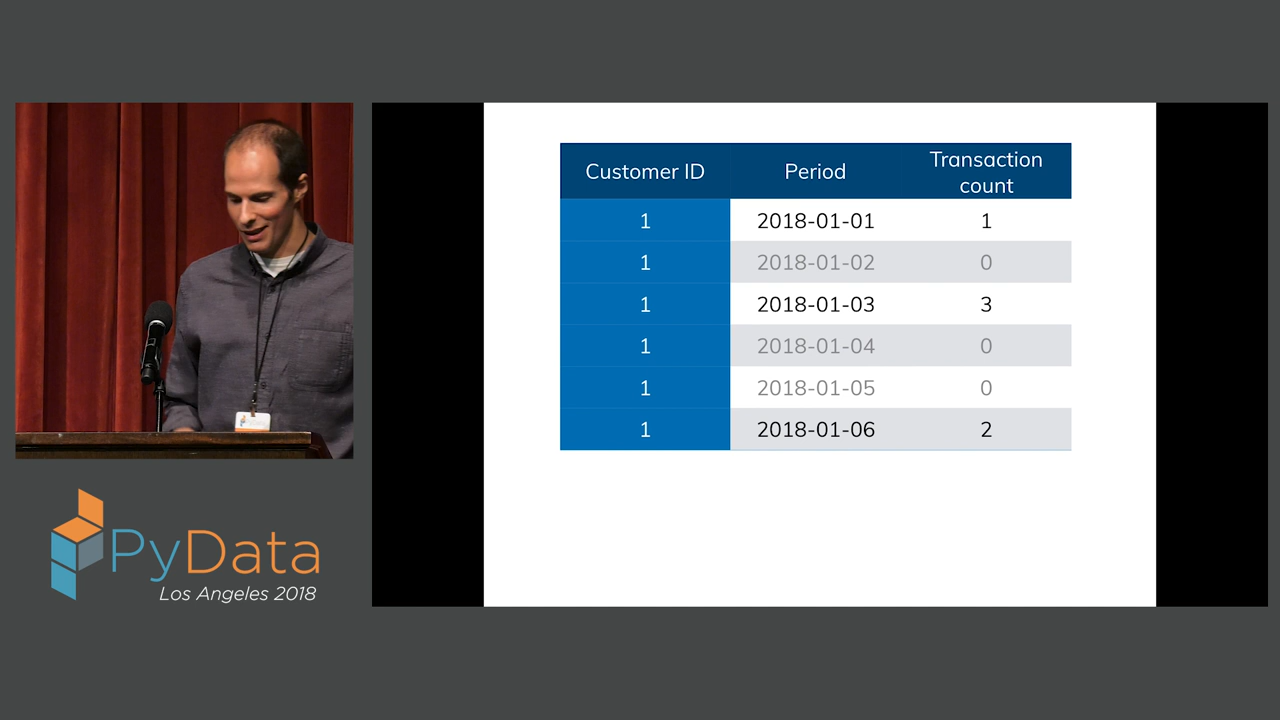 Customer ID Period Transaction count
1 2018-01-01 1
1 2018-01-02 0
1 2018-01-03 3
1 2018-01-04 0
1 2018-01-05 0
1 2018-01-06 2
PyData
Los Angeles 2018